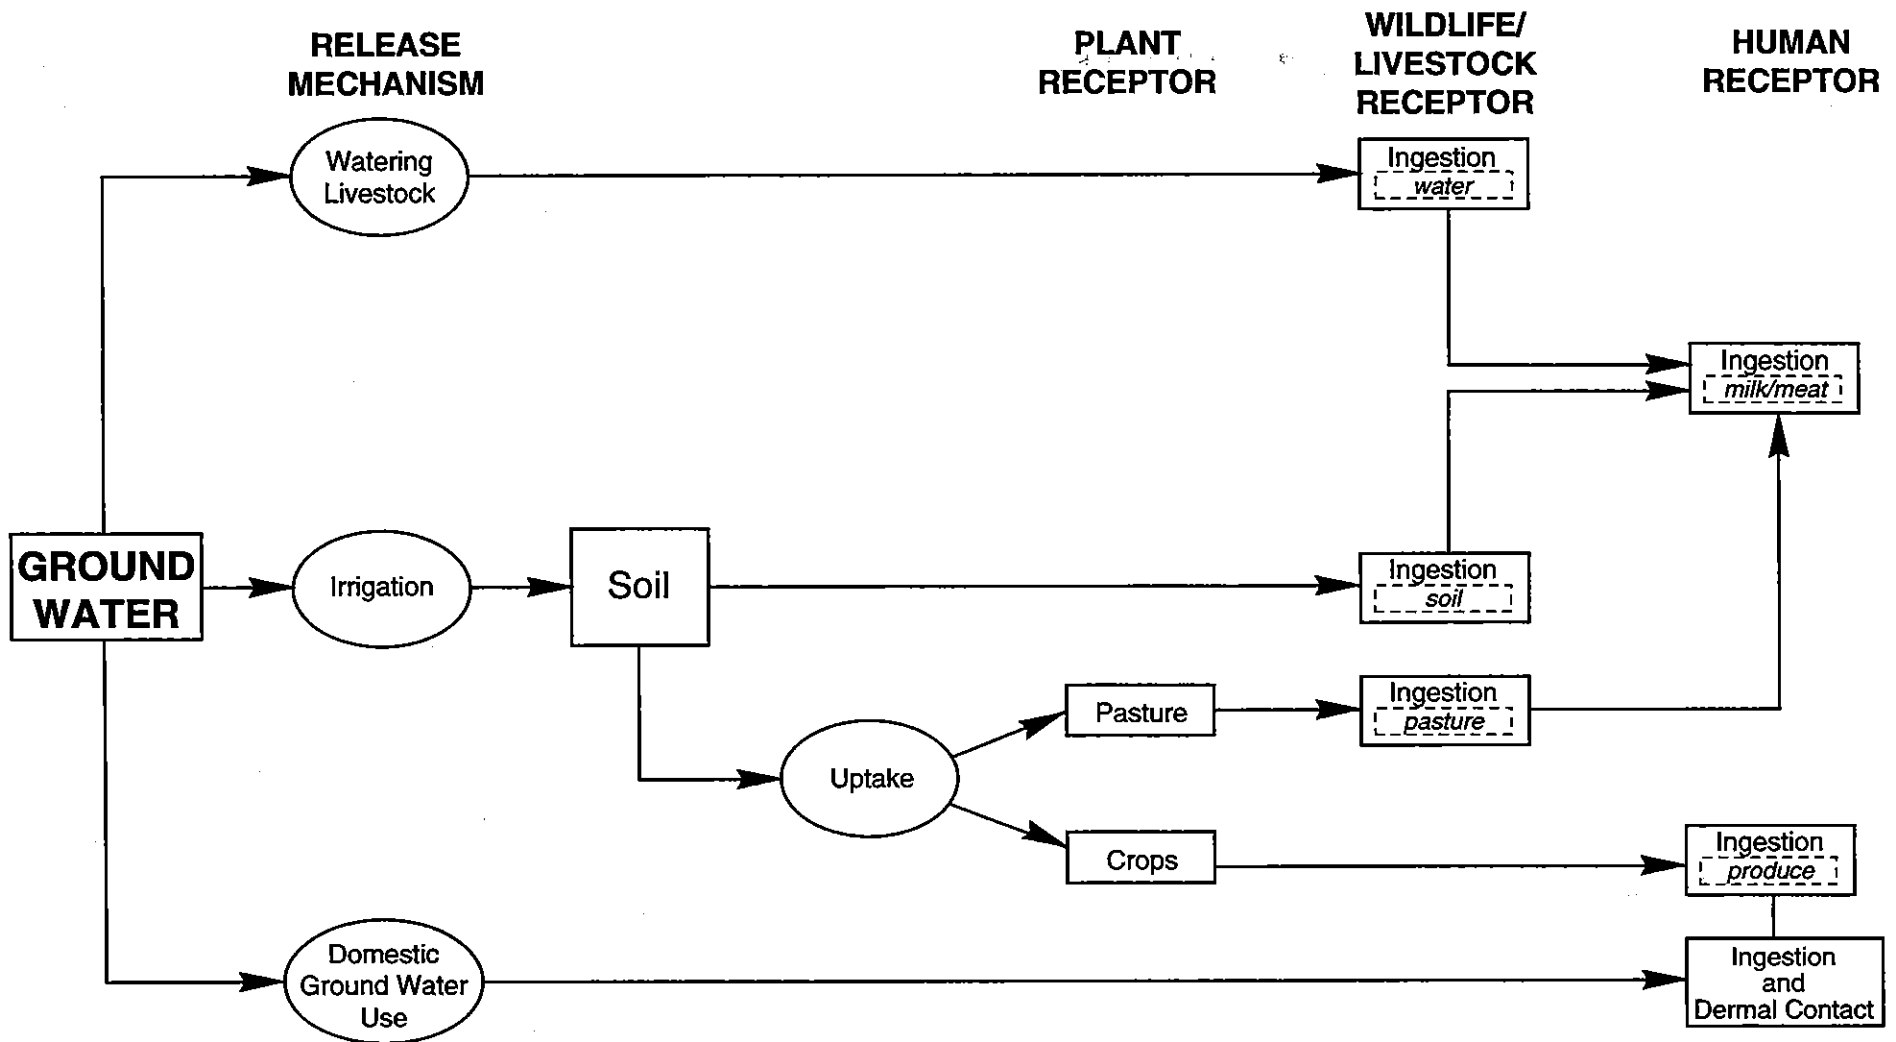 RELEASE
MECHANISM
PLANT
RECEPTOR
WILDLIFE/
LIVESTOCK
RECEPTOR
HUMAN
RECEPTOR
Watering
Livestock
Ingestion
water
Ingestion
milk/meat
GROUND
WATER
Irrigation
Soil
Ingestion
soil
Pasture
Ingestion
pasture
Uptake
Crops
Ingestion
produce
Domestic
Ground Water
Use
Ingestion
and
Dermal Contact